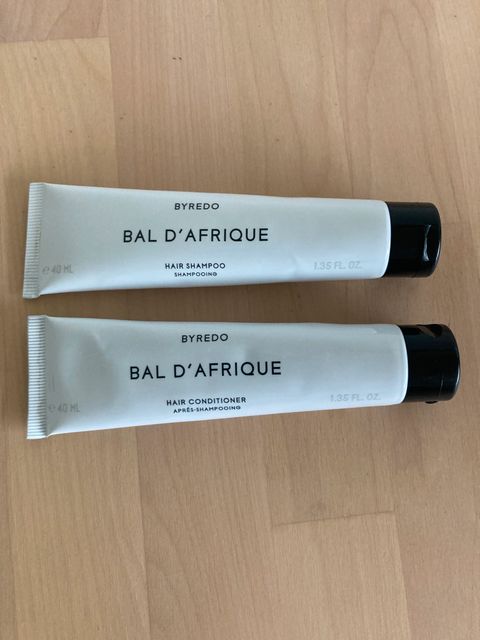 BYREDO
BAL D'AFRIQUE
HAIR SHAMPOO
SHAMPOOING
e 40 ML
1.35 FL. OZ.
BYREDO
BAL D'AFRIQUE
HAIR CONDITIONER
APRÈS-SHAMPOOING
e 40 ML
1.35 FL. OZ.